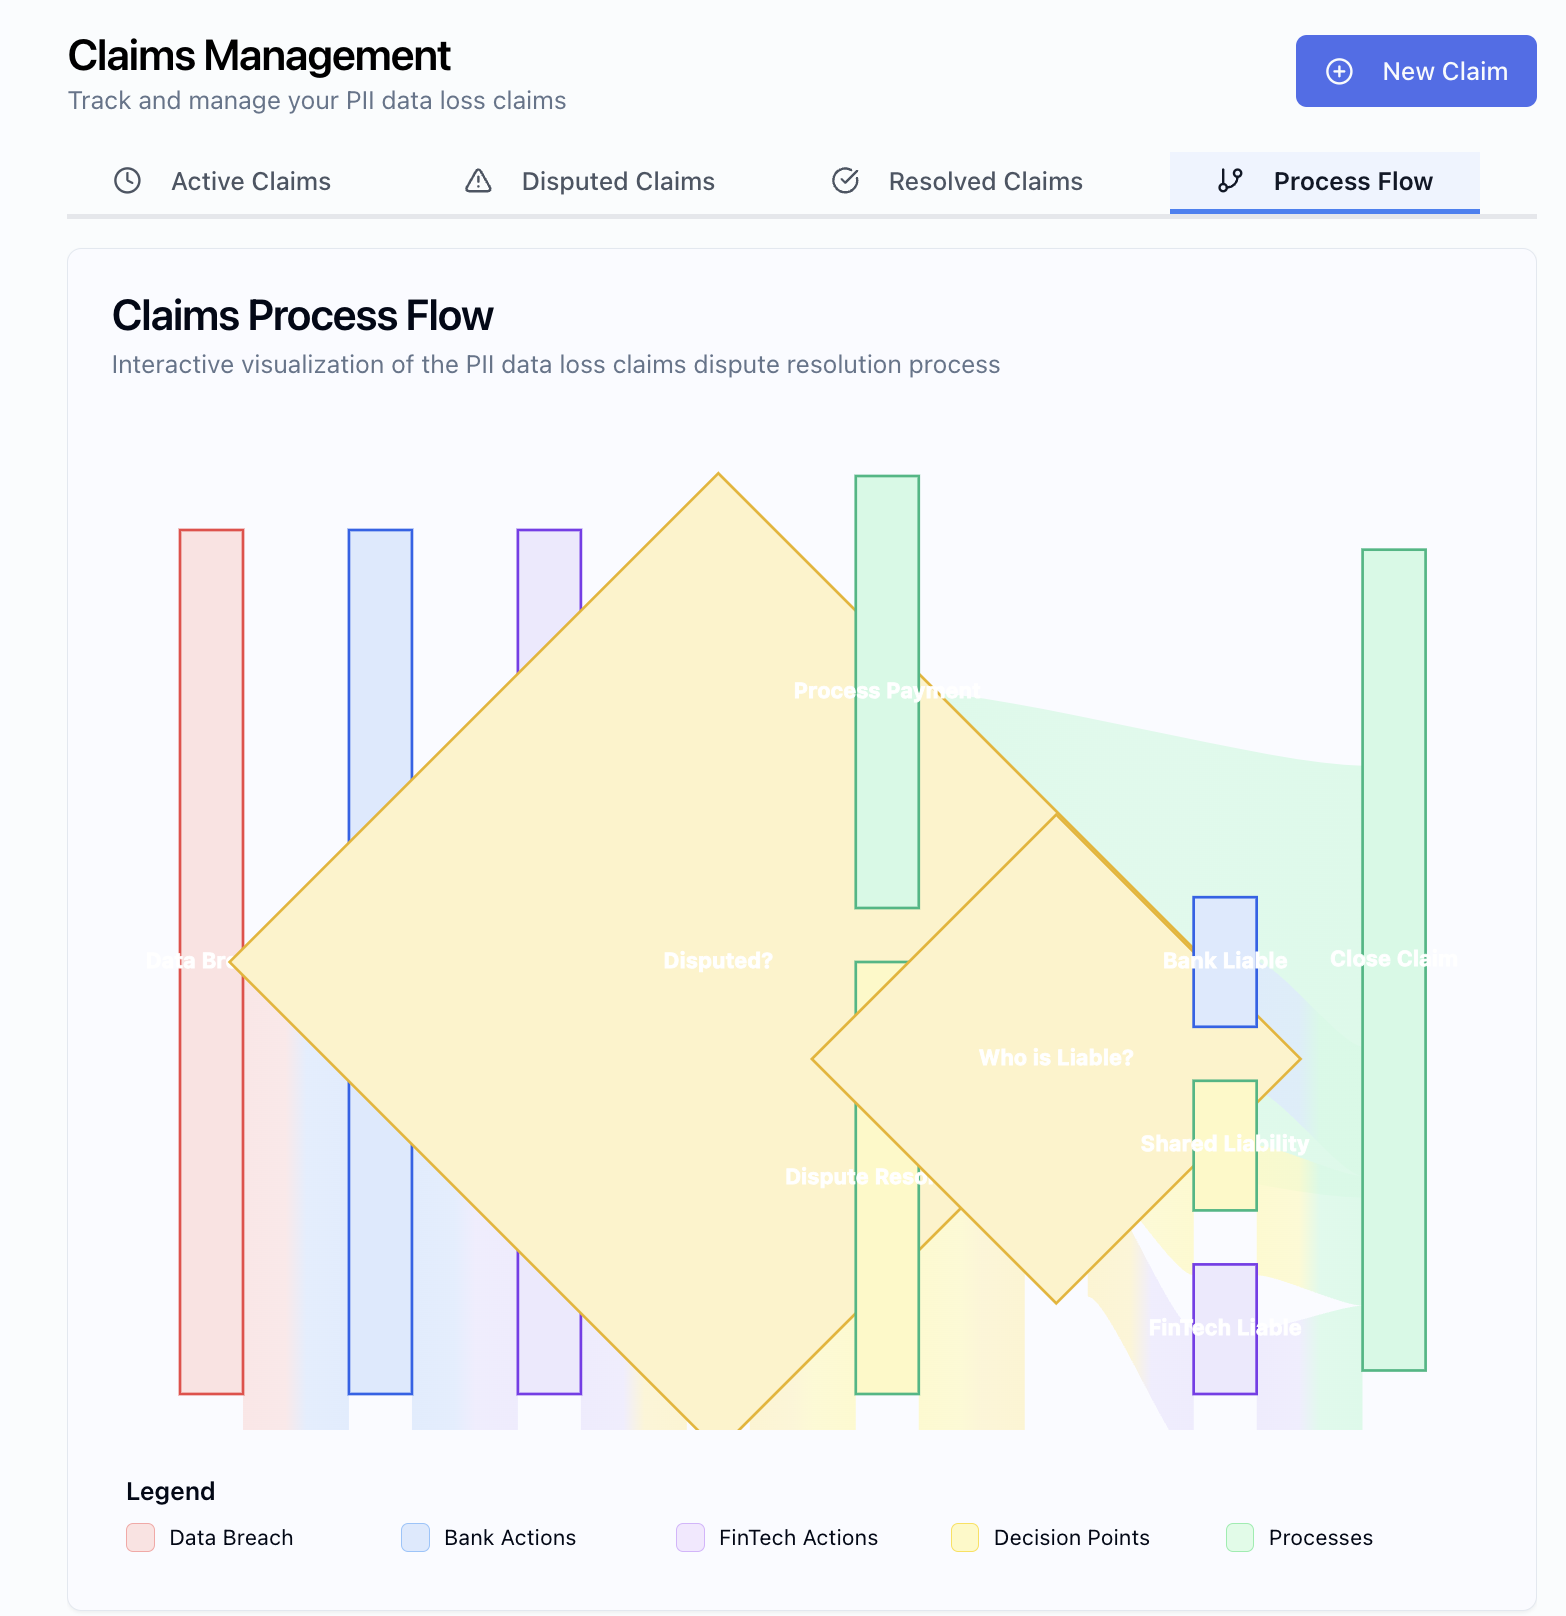 Claims Management
Track and manage your PII data loss claims
New Claim
Active Claims
Disputed Claims
Resolved Claims
Process Flow
Claims Process Flow
Interactive visualization of the PII data loss claims dispute resolution process
Process Payment
Data Br
Disputed?
Bank Liable
Close Claim
Who is Liable?
Shared Liability
Dispute Reso
FinTech Liable
Legend
Data Breach
Bank Actions
FinTech Actions
Decision Points
Processes